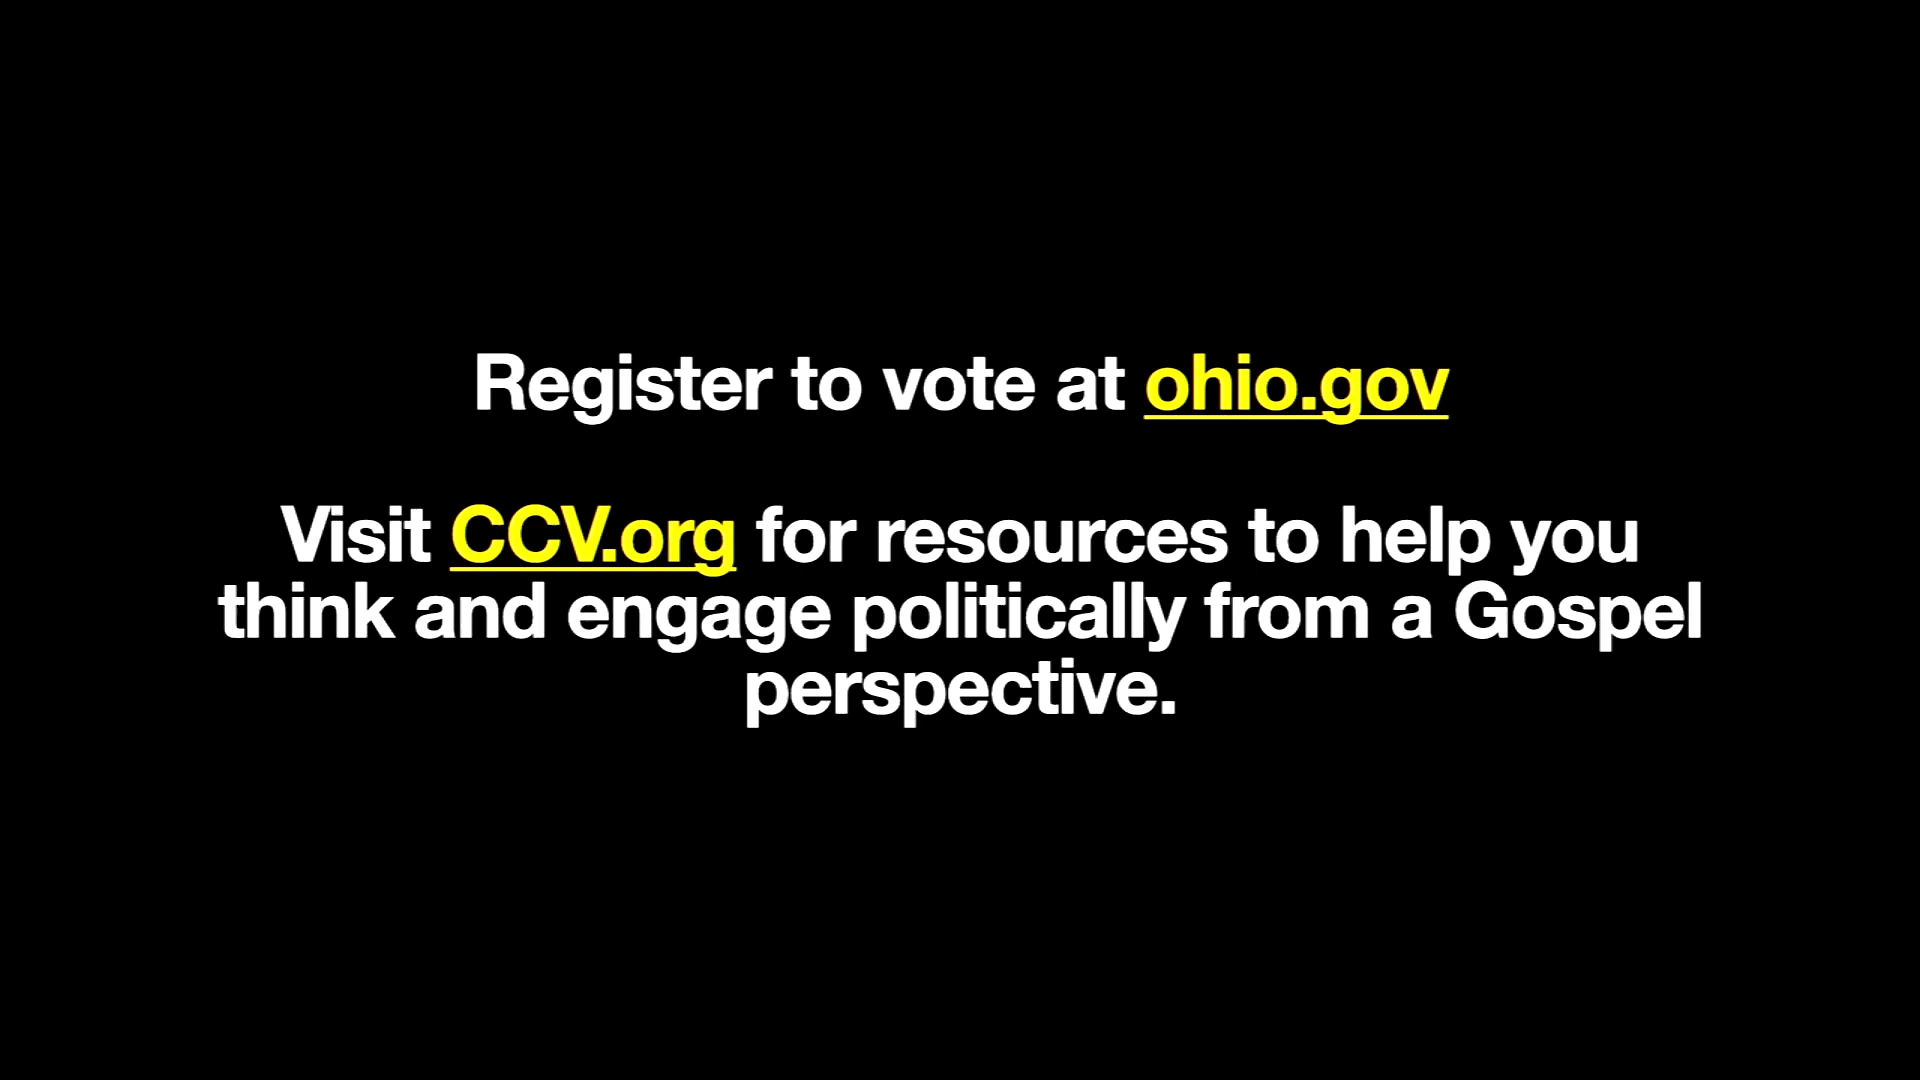 Register to vote at ohio.gov
Visit CCV.org for resources to help you
think and engage politically from a Gospel
perspective.